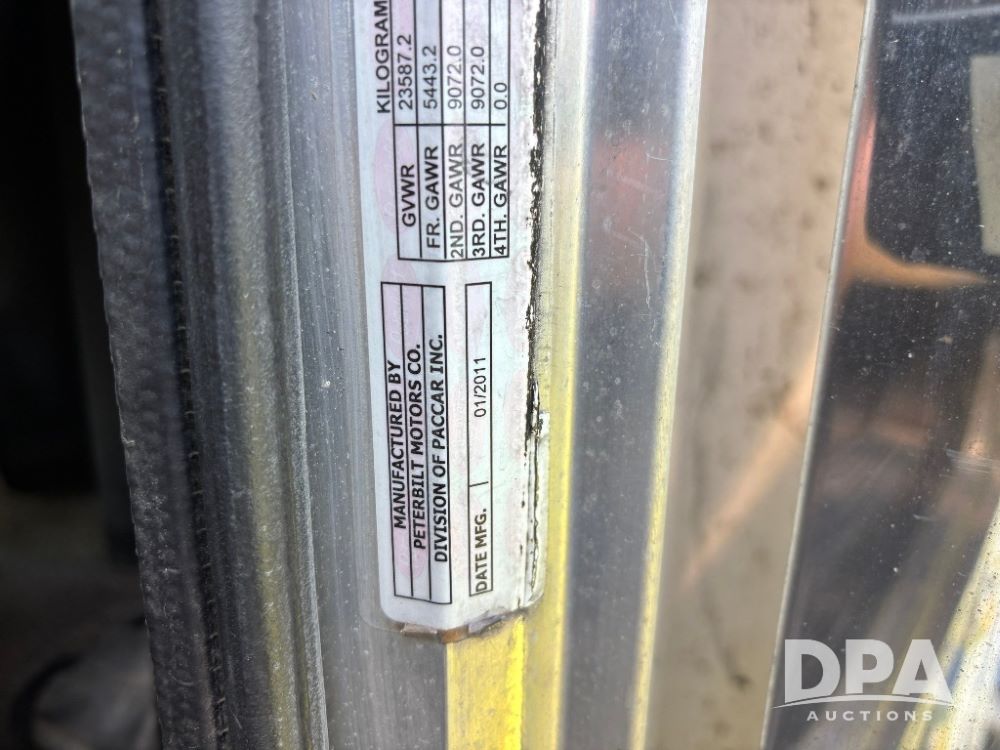 MANUFACTURED BY
PETERBILT MOTORS CO.
DIVISION OF PACCAR INC.
DATE MFG. 01/2011
KILOGRAM
GVWR 23587.2
FR. GAWR 5443.2
2ND. GAWR 9072.0
3RD. GAWR 9072.0
4TH. GAWR 0.0
DPA
AUCTIONS